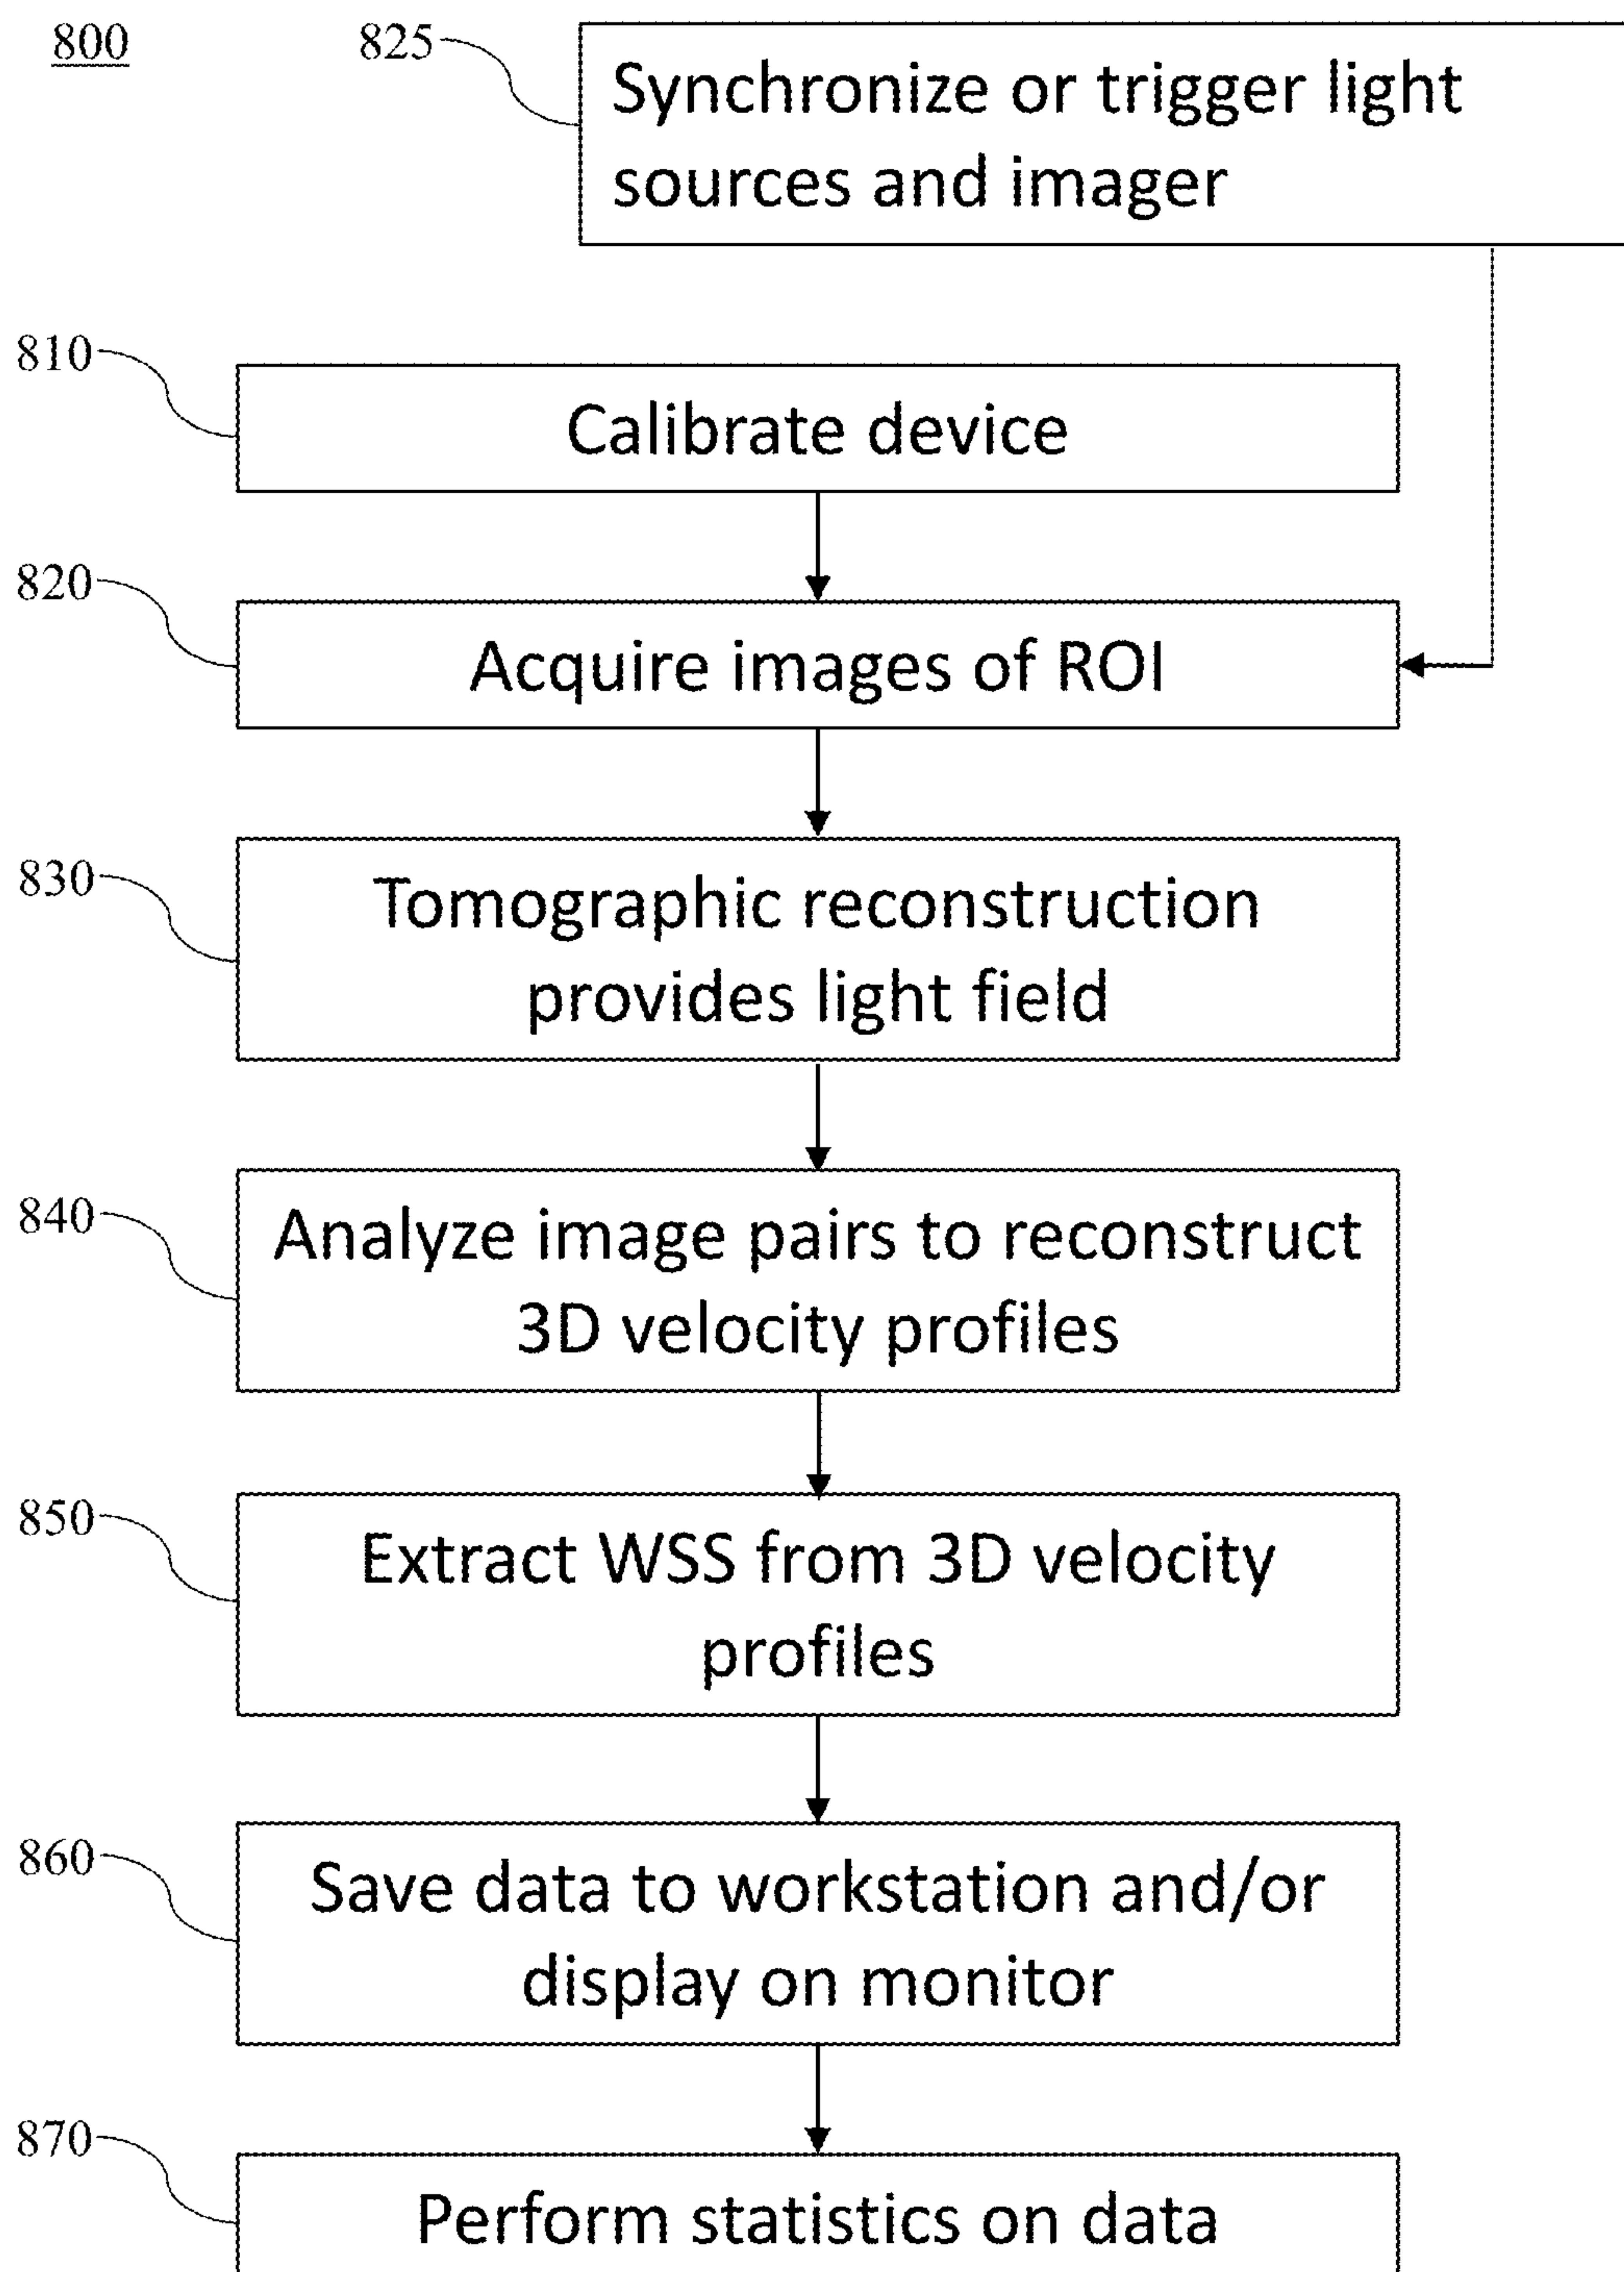 800
825
Synchronize or trigger light
sources and imager
810
Calibrate device
820
Acquire images of ROI
830
Tomographic reconstruction
provides light field
840
Analyze image pairs to reconstruct
3D velocity profiles
850
Extract WSS from 3D velocity
profiles
860
Save data to workstation and/or
display on monitor
870
Perform statistics on data